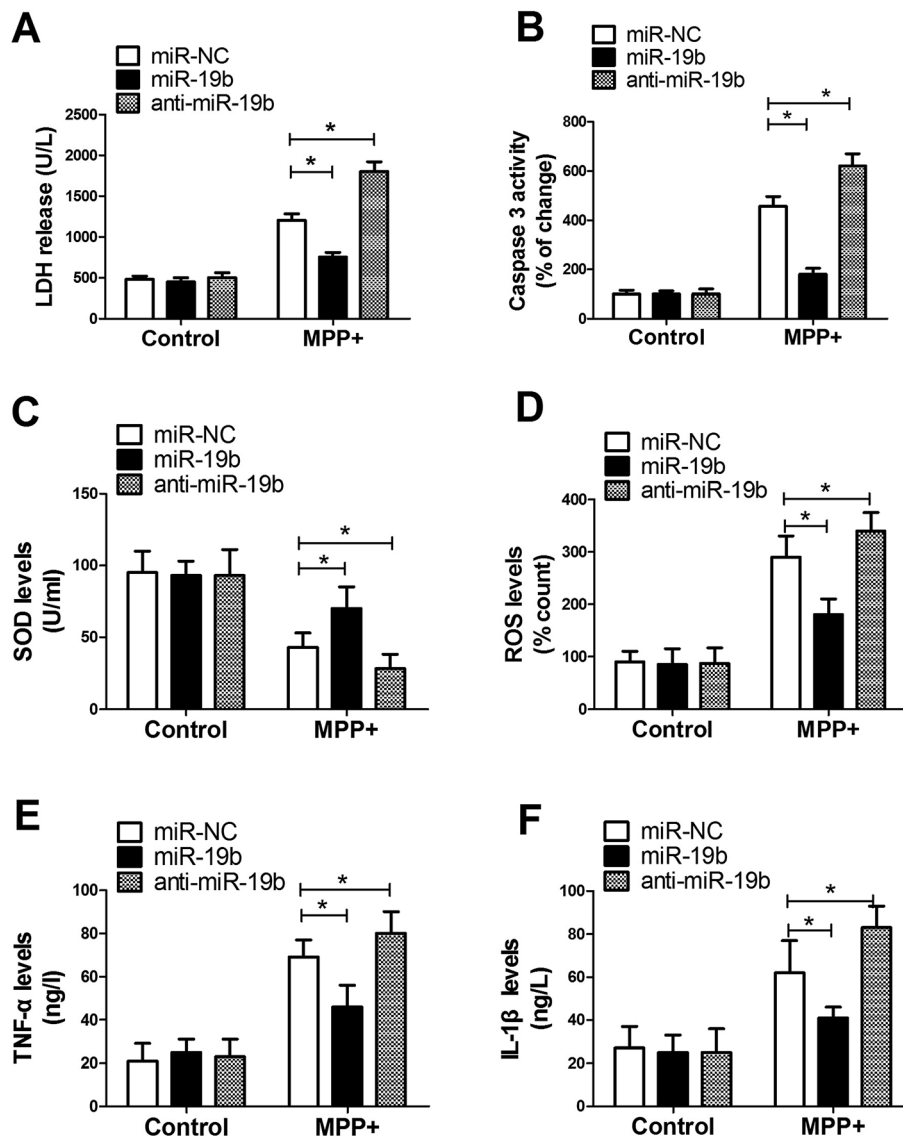 A
miR-NC
miR-19b
anti-miR-19b
LDH release (U/L)
2500
2000
1500
1000
500
0
*
*
Control
MPP+
B
miR-NC
miR-19b
anti-miR-19b
Caspase 3 activity
(% of change)
800
600
400
200
0
*
*
Control
MPP+
C
miR-NC
miR-19b
anti-miR-19b
SOD levels
(U/ml)
150
100
50
0
*
*
Control
MPP+
D
miR-NC
miR-19b
anti-miR-19b
ROS levels
(% count)
400
300
200
100
0
*
*
Control
MPP+
E
miR-NC
miR-19b
anti-miR-19b
TNF-α levels
(ng/l)
100
80
60
40
20
0
*
*
Control
MPP+
F
miR-NC
miR-19b
anti-miR-19b
IL-1β levels
(ng/L)
100
80
60
40
20
0
*
*
Control
MPP+